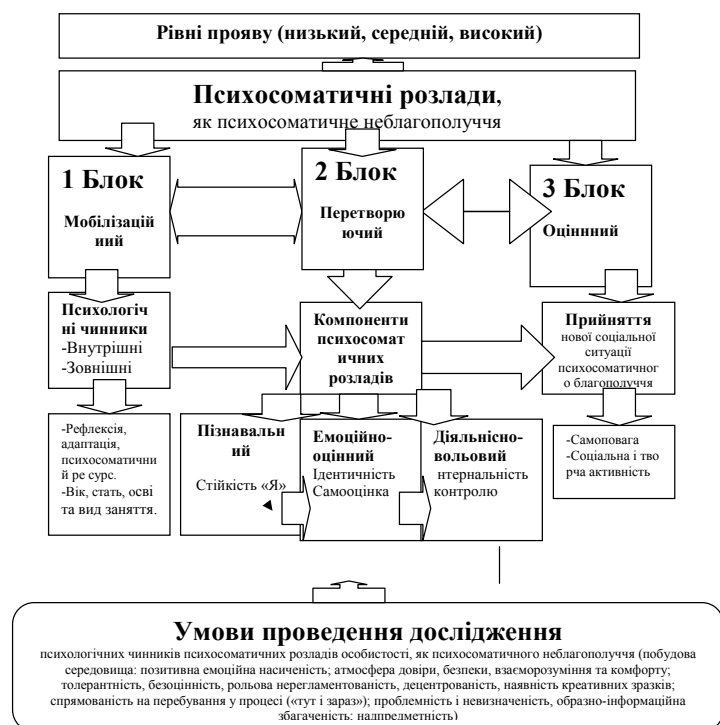 Рівні прояву (низький, середній, високий)
Психосоматичні розлади,
як психосоматичне неблагополуччя
1 Блок
Мобілізацій
ний
2 Блок
Перетворю
ючий
3 Блок
Оціннний
Психологіч
ні чинники
-Внутрішні
-Зовнішні
Компоненти
психосомат
ичних
розладів
Прийняття
нової соціальної
ситуації
психосоматичног
о благополуччя
-Рефлексія,
адаптація,
психосоматични
й ре сурс.
-Вік, стать, осві
та вид заняття.
Пізнавальн
ий
Стійкість «Я»
Емоційно-
оцінний
Ідентичність
Самооцінка
Діяльнісно-
вольовий
нтернальність
контролю
-Самоповага
-Соціальна і тво
рча активність
Умови проведення дослідження
психологічних чинників психосоматичних розладів особистості, як психосоматичного неблагополуччя (побудова
середовища: позитивна емоційна насиченість; атмосфера довіри, безпеки, взаєморозуміння та комфорту;
толерантність, безоцінність, рольова нерегламентованість, децентрованість, наявність креативних зразків;
спрямованість на перебування у процесі («тут і зараз»); проблемність і невизначеність, образно-інформаційна
збагаченість; надпредметність)